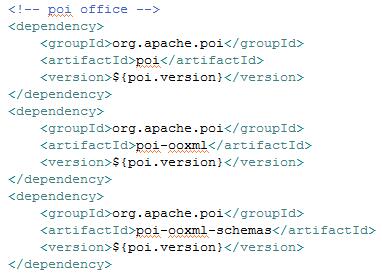 <!-- poi office -->
<dependency>
    <groupId>org.apache.poi</groupId>
    <artifactId>poi</artifactId>
    <version>${poi.version}</version>
</dependency>
<dependency>
    <groupId>org.apache.poi</groupId>
    <artifactId>poi-ooxml</artifactId>
    <version>${poi.version}</version>
</dependency>
<dependency>
    <groupId>org.apache.poi</groupId>
    <artifactId>poi-ooxml-schemas</artifactId>
    <version>${poi.version}</version>
</dependency>